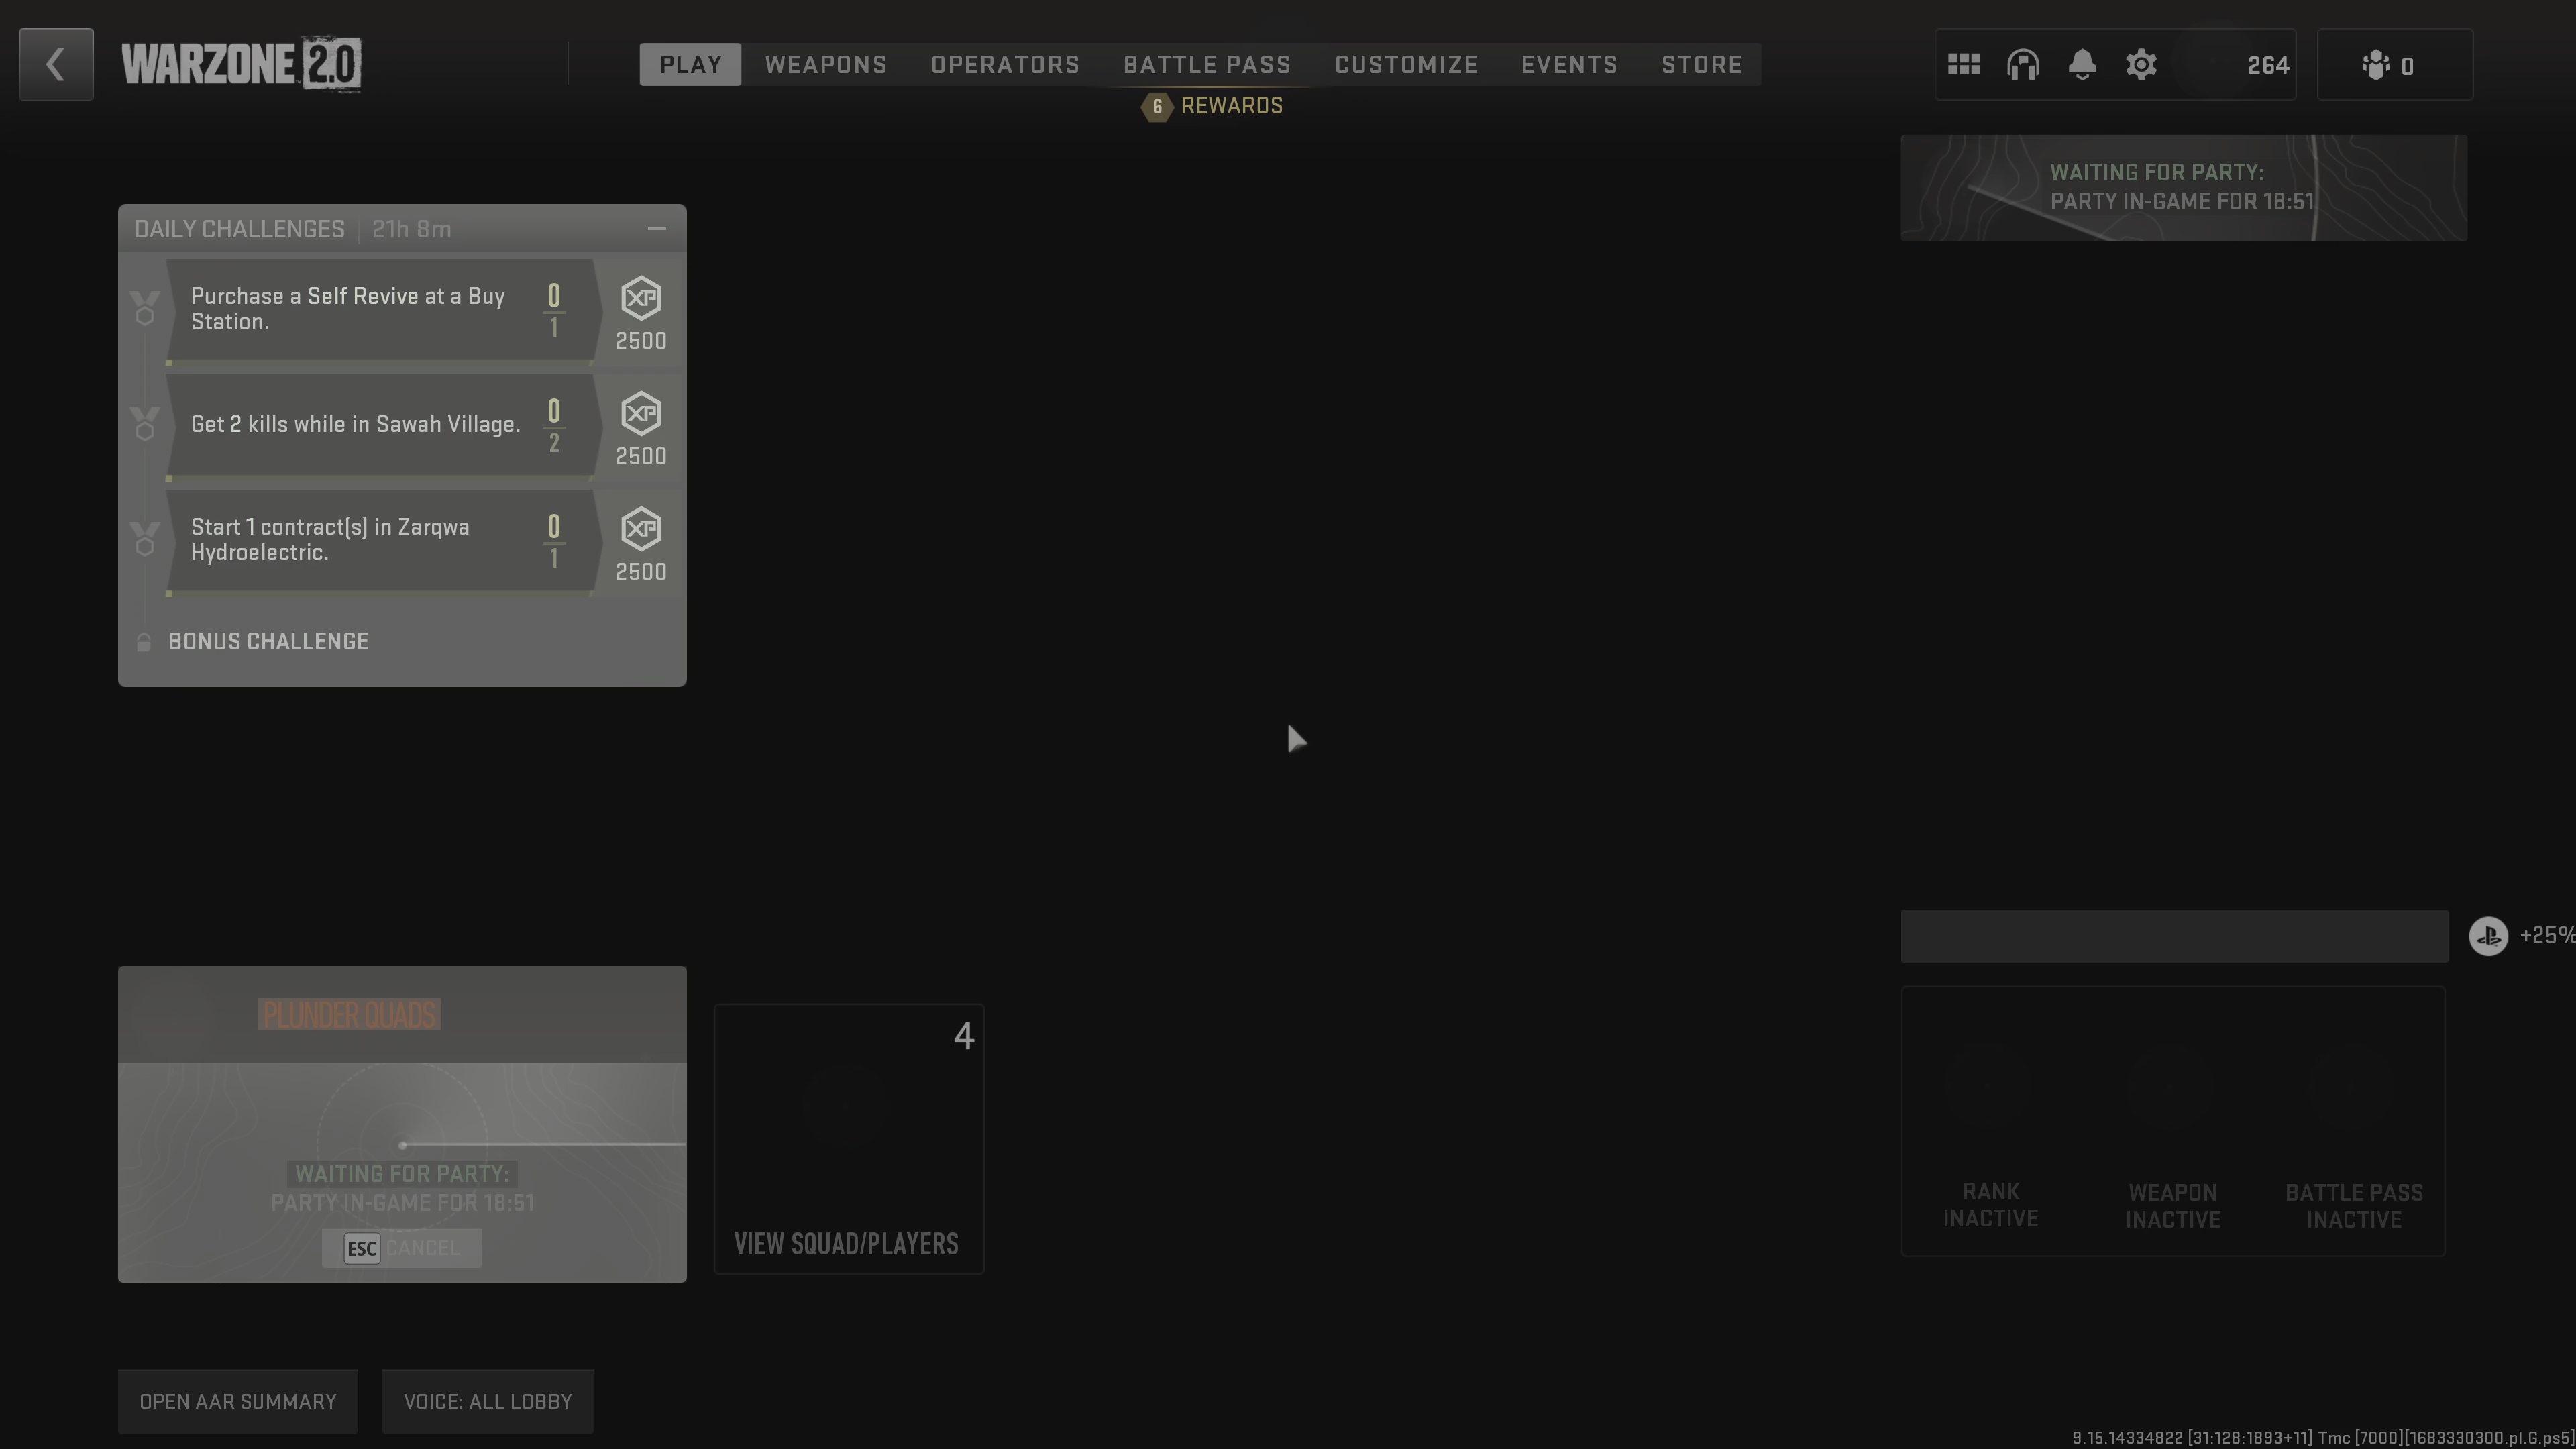 WARZONE 2.0
PLAY
WEAPONS
OPERATORS
BATTLE PASS
CUSTOMIZE
EVENTS
STORE
264
0
6 REWARDS
WAITING FOR PARTY:
PARTY IN-GAME FOR 18:51
DAILY CHALLENGES 21h 8m
Purchase a Self Revive at a Buy
Station.
0
1
XP
2500
Get 2 kills while in Sawah Village.
0
2
XP
2500
Start 1 contract(s) in Zarqwa
Hydroelectric.
0
1
XP
2500
BONUS CHALLENGE
+25%
PLUNDER QUADS
WAITING FOR PARTY:
PARTY IN-GAME FOR 18:51
ESC CANCEL
4
VIEW SQUAD/PLAYERS
RANK
INACTIVE
WEAPON
INACTIVE
BATTLE PASS
INACTIVE
OPEN AAR SUMMARY
VOICE: ALL LOBBY
9.15.14334822 [31:128:1893+11] Tmc [7000][1683330300.pl.G.ps5]